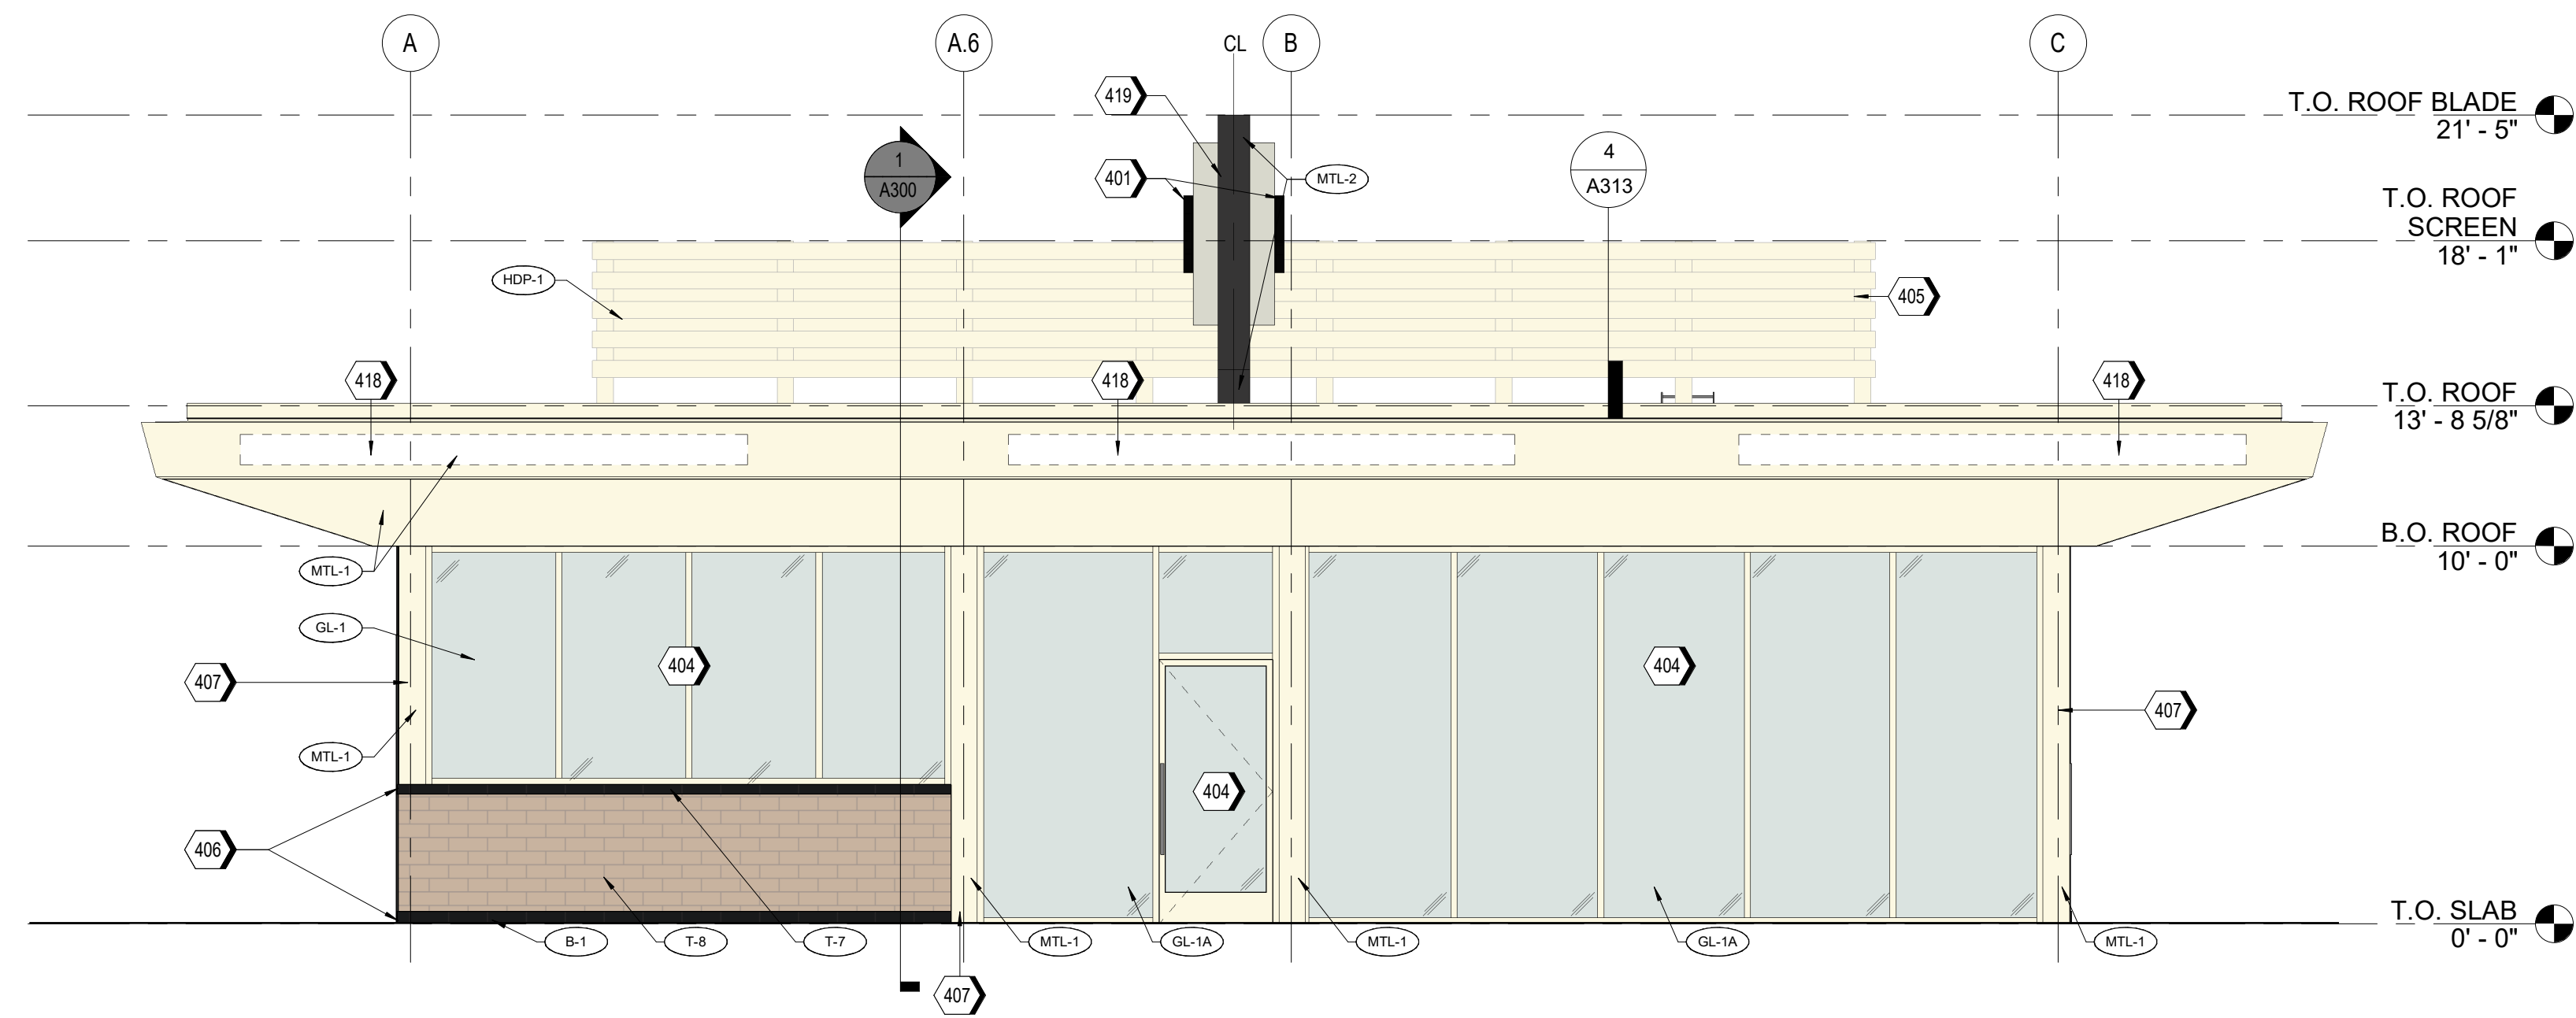 A
A.6
CL
B
C
419
T.O. ROOF BLADE
21' - 5"
1
A300
401
MTL-2
4
A313
T.O. ROOF
SCREEN
18' - 1"
HDP-1
405
418
418
418
T.O. ROOF
13' - 8 5/8"
B.O. ROOF
10' - 0"
MTL-1
GL-1
404
404
407
407
MTL-1
404
406
T.O. SLAB
0' - 0"
B-1
T-8
T-7
MTL-1
GL-1A
MTL-1
GL-1A
MTL-1
407